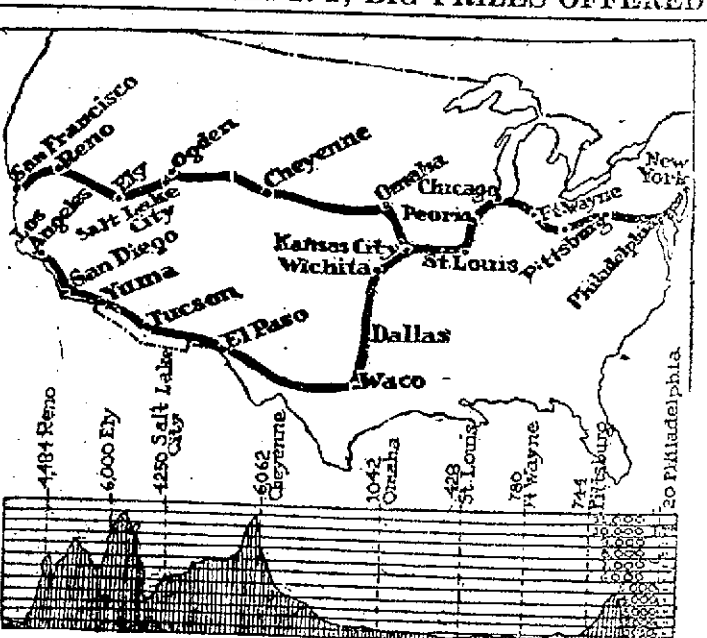 BIG PRIZES OFFERED
San Francisco
Reno
Ely
Ogden
Salt Lake
City
Cheyenne
Omaha
Chicago
Peoria
Ft Wayne
New
York
Los
Angeles
San Diego
Yuma
Tucson
El Paso
Kansas City
Wichita
St. Louis
Pittsburg
Philadelphia
Dallas
Waco
4,484 Reno
6,000 Ely
4250 Salt Lake
City
6062
Cheyenne
1042
Omaha
428
St. Louis
780
Ft Wayne
744
Pittsburg
20 Philadelphia